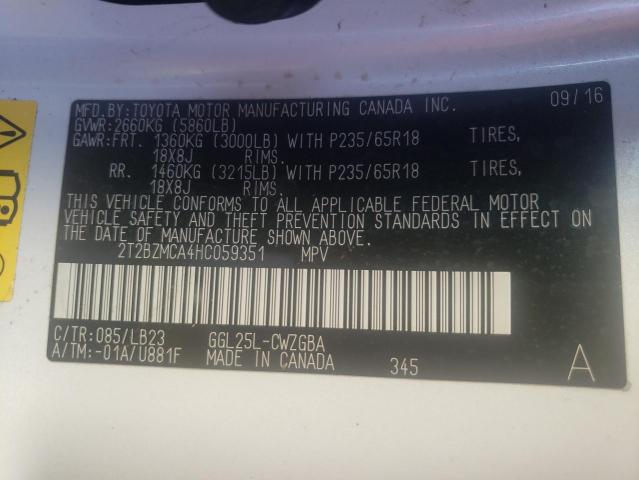 MFD.BY:TOYOTA MOTOR MANUFACTURING CANADA INC. 09/16
GVWR:2660KG (5860LB)
GAWR:FRT. 1360KG (3000LB) WITH P235/65R18 TIRES,
18X8J RIMS.
RR. 1460KG (3215LB) WITH P235/65R18 TIRES,
18X8J RIMS.
THIS VEHICLE CONFORMS TO ALL APPLICABLE FEDERAL MOTOR
VEHICLE SAFETY AND THEFT PREVENTION STANDARDS IN EFFECT ON
THE DATE OF MANUFACTURE SHOWN ABOVE.
2T2BZMCA4HC059351 MPV
C/TR:085/LB23 GGL25L-CWZGBA
A/TM:-01A/U881F MADE IN CANADA 345 A